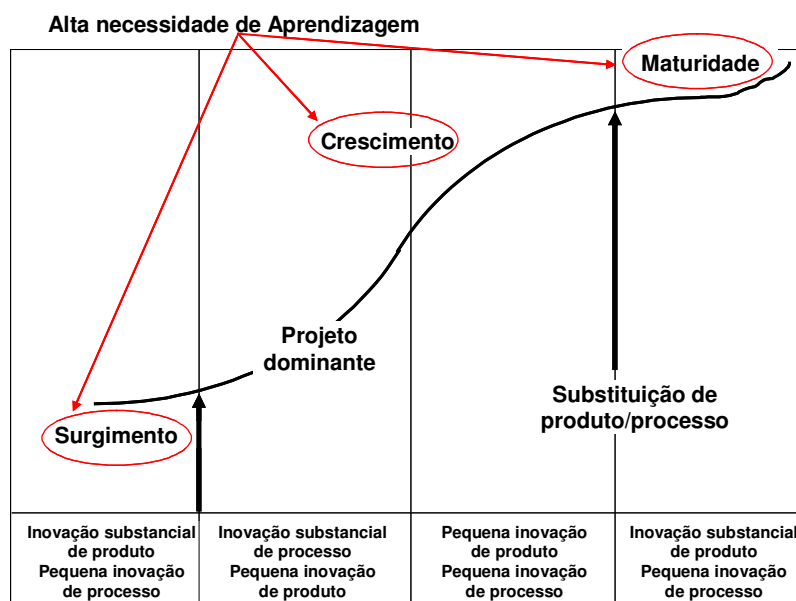 Alta necessidade de Aprendizagem
Maturidade
Crescimento
Projeto
dominante
Substituição de
produto/processo
Surgimento
Inovação substancial
de produto
Pequena inovação
de processo
Inovação substancial
de processo
Pequena inovação
de produto
Pequena inovação
de produto
Pequena inovação
de processo
Inovação substancial
de produto
Pequena inovação
de processo